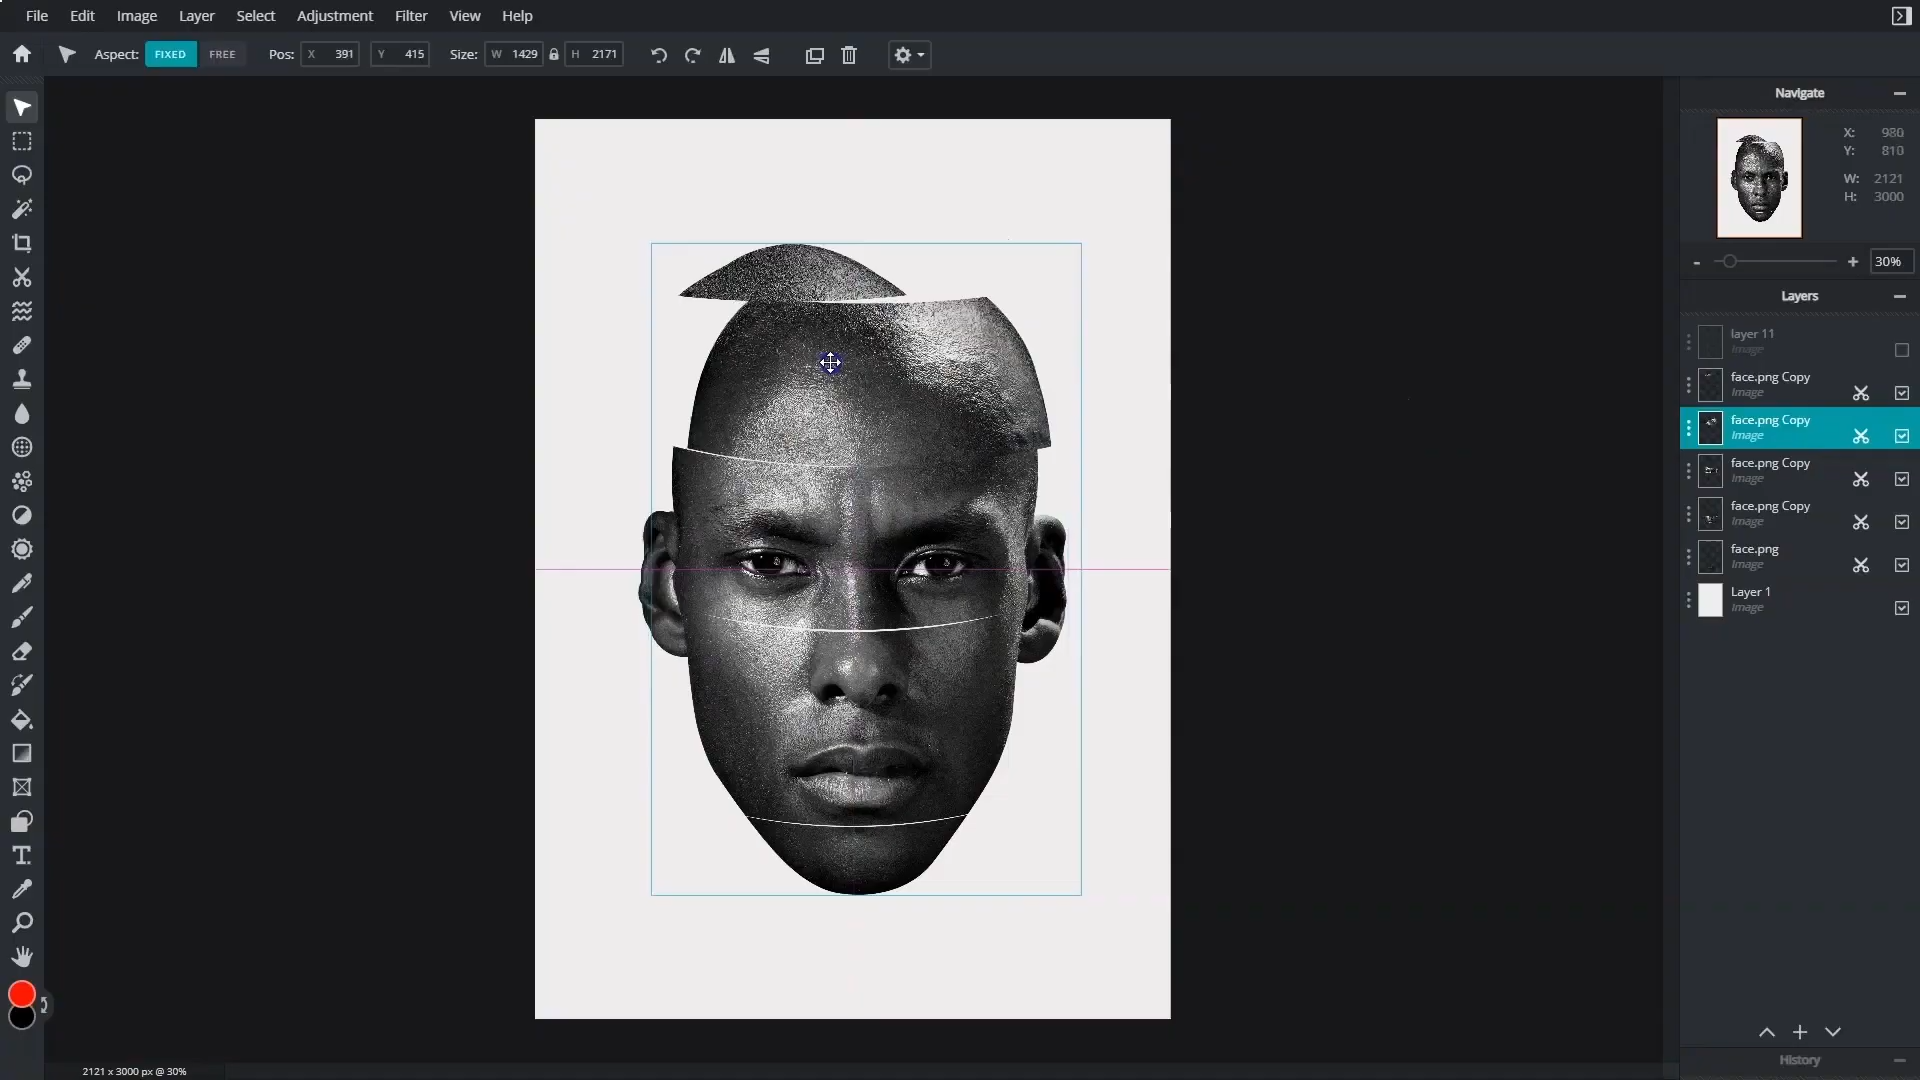 File Edit Image Layer Select Adjustment Filter View Help
Aspect: FIXED FREE Pos: X 391 Y 415 Size: W 1429 H 2171
Navigate
X: 980
Y: 810
W: 2121
H: 3000
- + 30%
Layers
layer 11
Image
face.png Copy
Image
face.png Copy
Image
face.png Copy
Image
face.png Copy
Image
face.png
Image
Layer 1
Image
History
2121 x 3000 px @ 30%